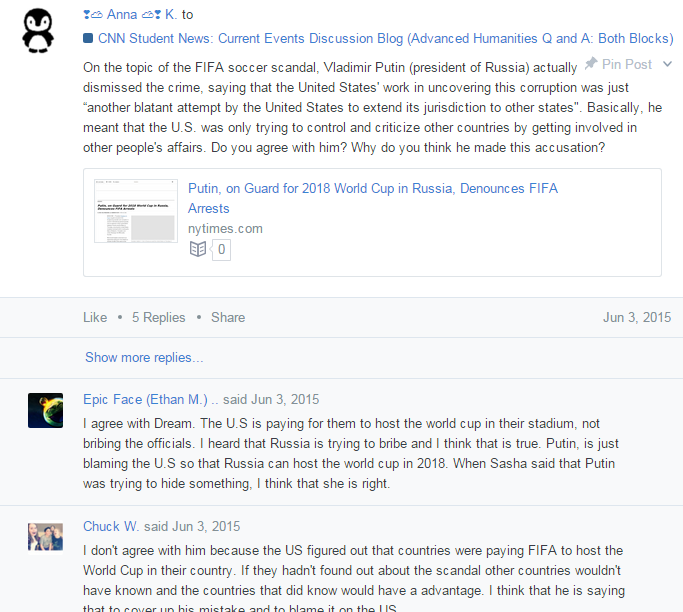 Anna K. to
CNN Student News: Current Events Discussion Blog (Advanced Humanities Q and A: Both Blocks)
Pin Post
On the topic of the FIFA soccer scandal, Vladimir Putin (president of Russia) actually
dismissed the crime, saying that the United States' work in uncovering this corruption was just
“another blatant attempt by the United States to extend its jurisdiction to other states”. Basically, he
meant that the U.S. was only trying to control and criticize other countries by getting involved in
other people's affairs. Do you agree with him? Why do you think he made this accusation?
Putin, on Guard for 2018 World Cup in Russia, Denounces FIFA
Arrests
nytimes.com
0
Like • 5 Replies • Share Jun 3, 2015
Show more replies...
Epic Face (Ethan M.) .. said Jun 3, 2015
I agree with Dream. The U.S is paying for them to host the world cup in their stadium, not
bribing the officials. I heard that Russia is trying to bribe and I think that is true. Putin, is just
blaming the U.S so that Russia can host the world cup in 2018. When Sasha said that Putin
was trying to hide something, I think that she is right.
Chuck W. said Jun 3, 2015
I don't agree with him because the US figured out that countries were paying FIFA to host the
World Cup in their country. If they hadn't found out about the scandal other countries wouldn't
have known and the countries that did know would have a advantage. I think that he is saying
that to cover up his mistake and to blame it on the US.